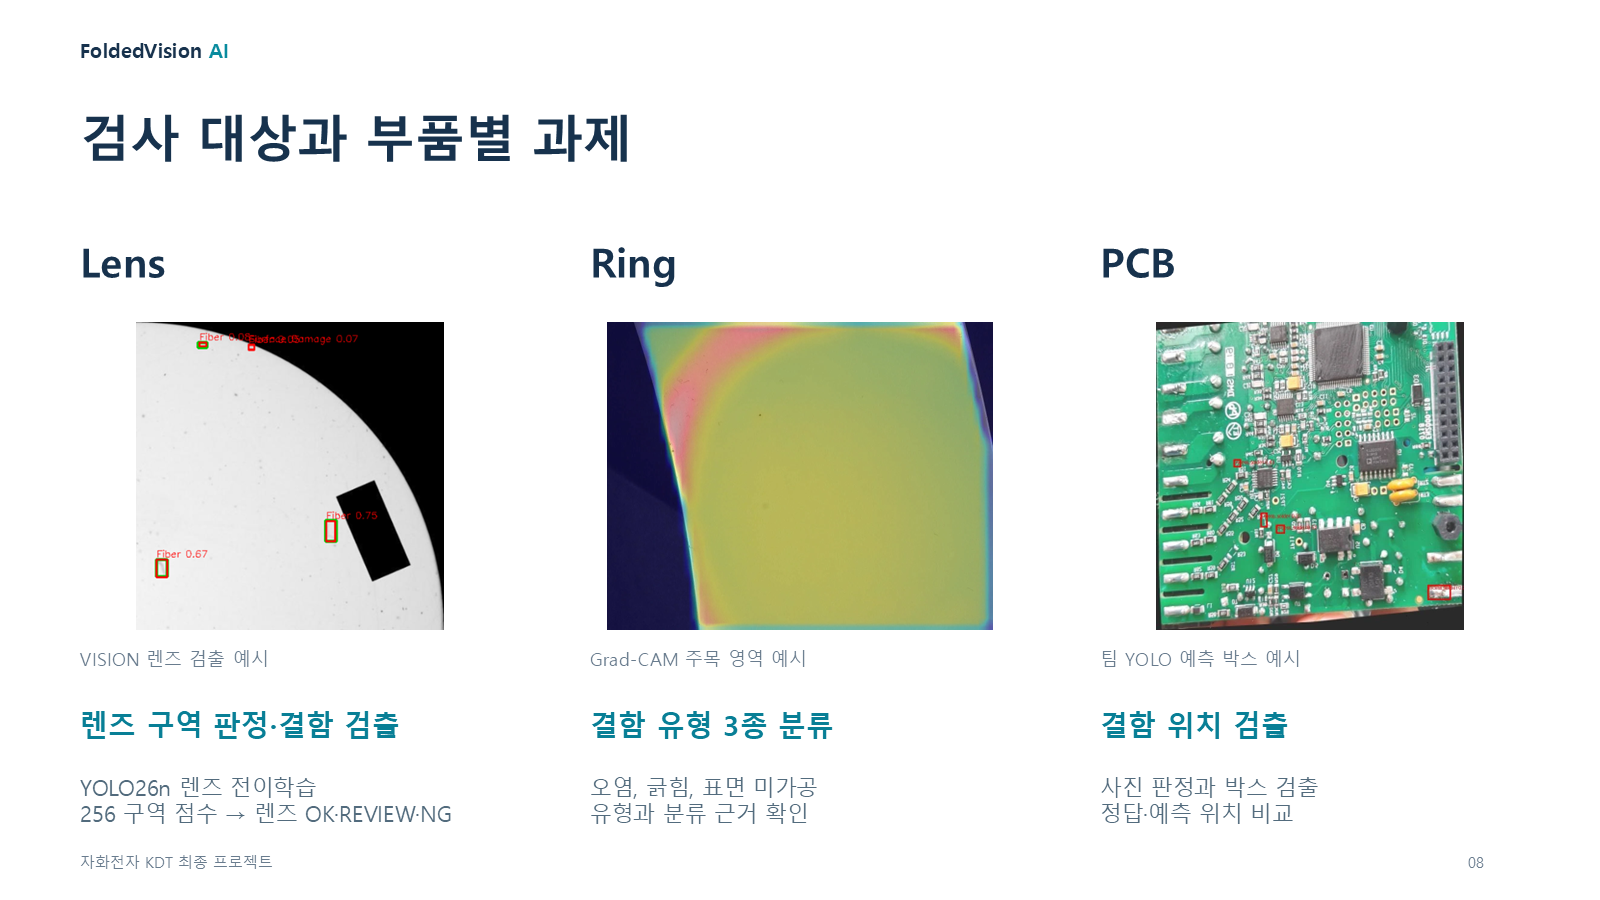 FoldedVision AI
검사 대상과 부품별 과제
Lens
Ring
PCB
Fiber 0.75
Fiber 0.67
VISION 렌즈 검출 예시
Grad-CAM 주목 영역 예시
팀 YOLO 예측 박스 예시
렌즈 구역 판정·결함 검출
결함 유형 3종 분류
결함 위치 검출
YOLO26n 렌즈 전이학습
256 구역 점수 → 렌즈 OK·REVIEW·NG
오염, 긁힘, 표면 미가공
유형과 분류 근거 확인
사진 판정과 박스 검출
정답·예측 위치 비교
자화전자 KDT 최종 프로젝트
08